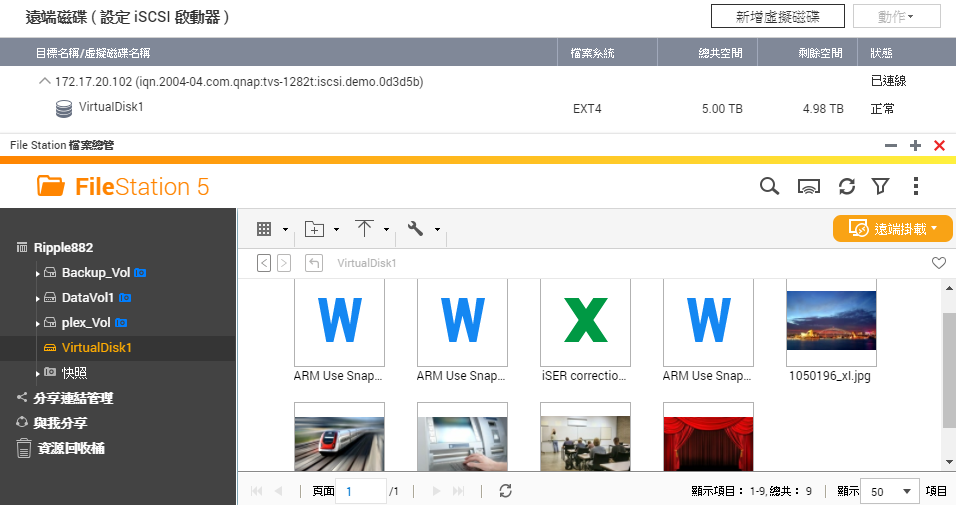 遠端磁碟 ( 設定 iSCSI 啟動器 )
新增虛擬磁碟
動作
目標名稱/虛擬磁碟名稱 檔案系統 總共空間 剩餘空間 狀態
172.17.20.102 (iqn.2004-04.com.qnap:tvs-1282t:iscsi.demo.0d3d5b) 已連線
VirtualDisk1 EXT4 5.00 TB 4.98 TB 正常
File Station 檔案總管
FileStation 5
遠端掛載
Ripple882
Backup_Vol
DataVol1
plex_Vol
VirtualDisk1
快照
分享連結管理
與我分享
資源回收桶
VirtualDisk1
W W X W
ARM Use Snap... ARM Use Snap... iSER correctio... ARM Use Snap... 1050196_xl.jpg
頁面 1 /1 顯示項目： 1-9, 總共： 9 顯示 50 項目